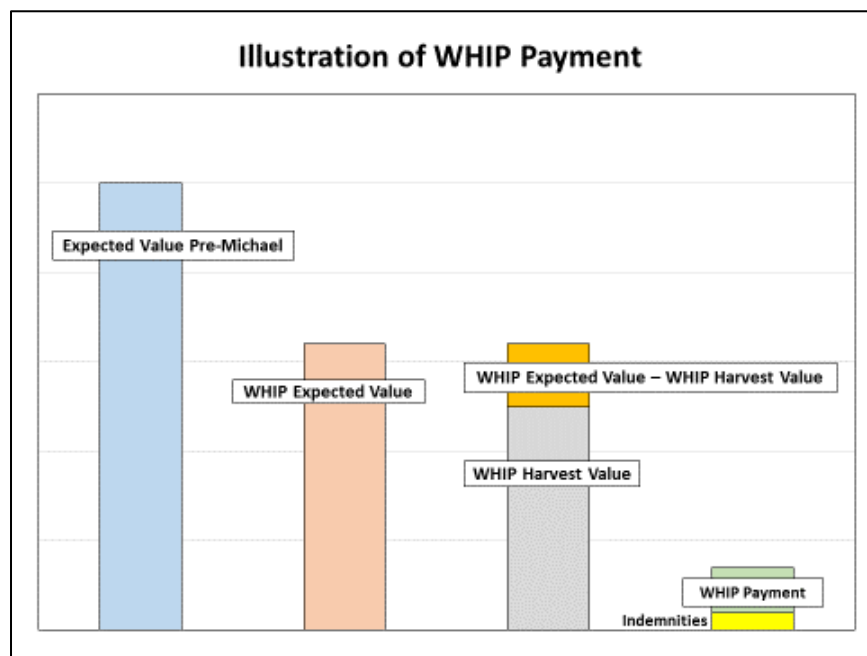 Illustration of WHIP Payment
Expected Value Pre-Michael
WHIP Expected Value
WHIP Expected Value – WHIP Harvest Value
WHIP Harvest Value
WHIP Payment
Indemnities